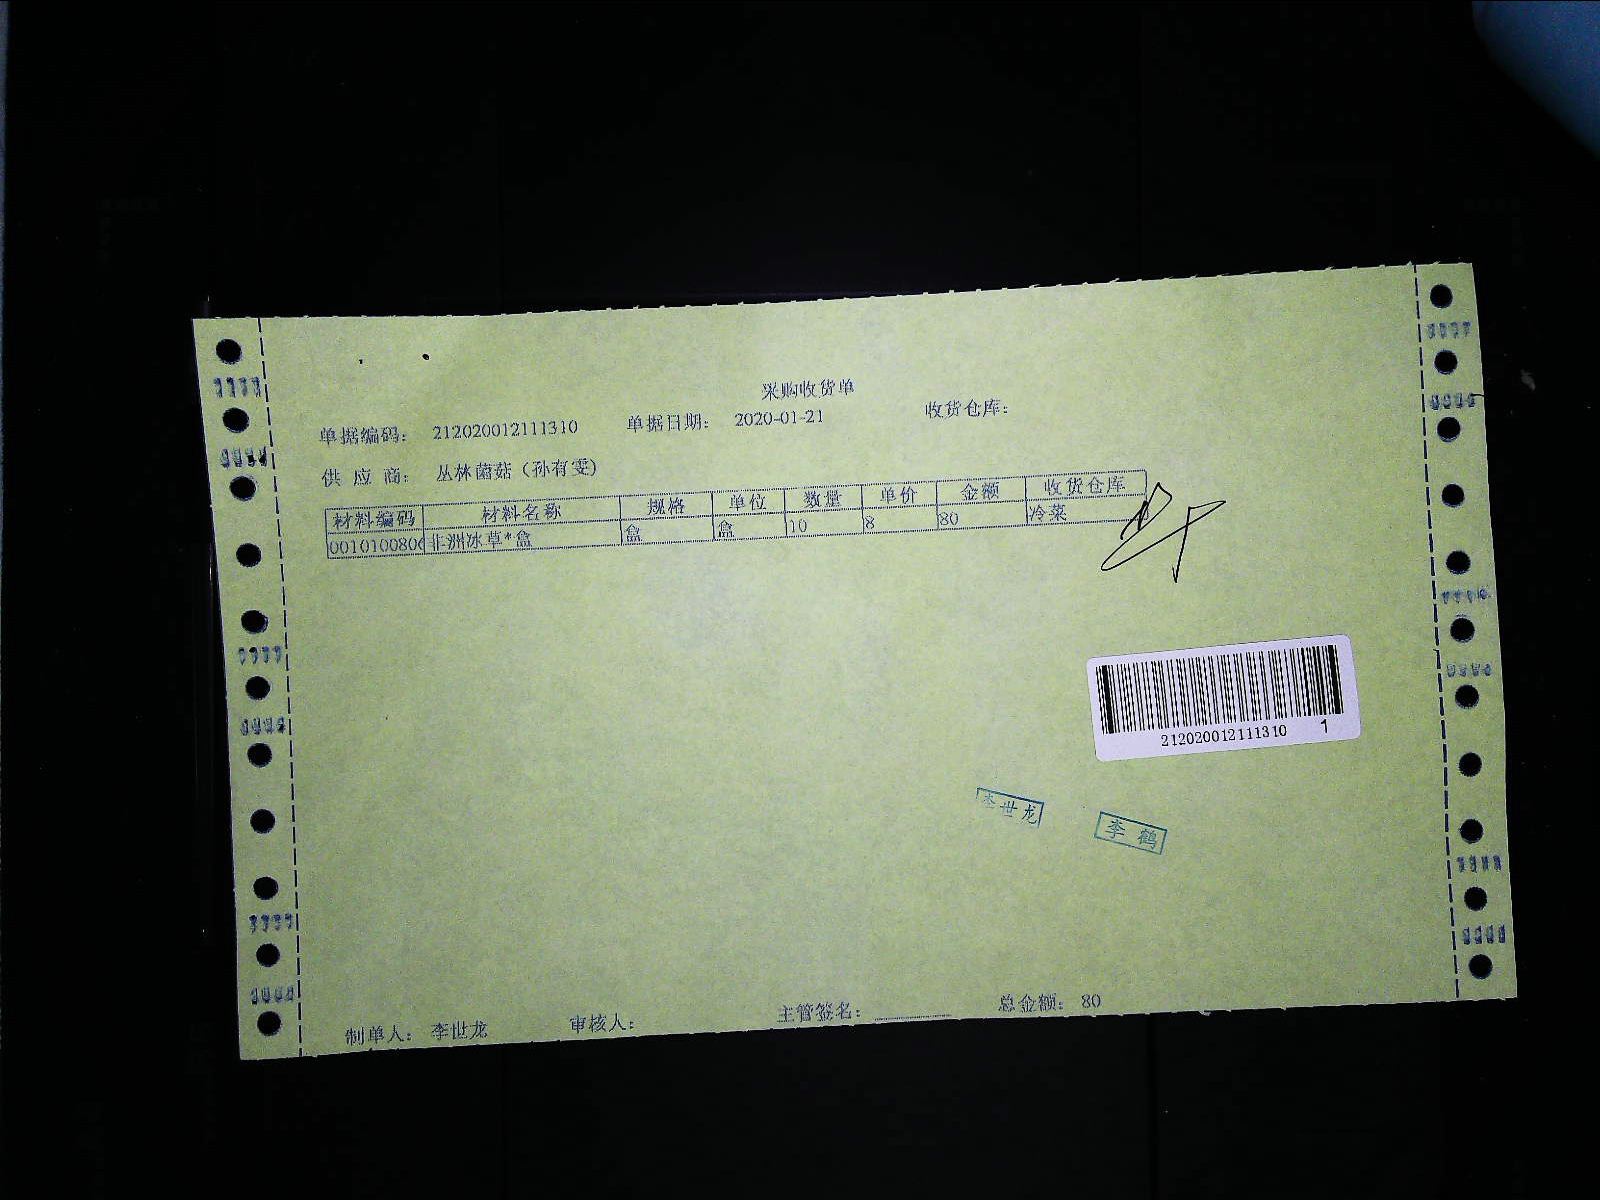 采购收货单
单据编码： 212020012111310 单据日期： 2020-01-21 收货仓库：
供 应 商： 丛林菌菇（孙有雯）
材料编码 材料名称 规格 单位 数量 单价 金额 收货仓库
0010100806 非洲冰草*盒 盒 盒 10 8 80 冷菜
212020012111310 1
李世龙
李鹤
制单人： 李世龙 审核人： 主管签名： 总金额： 80